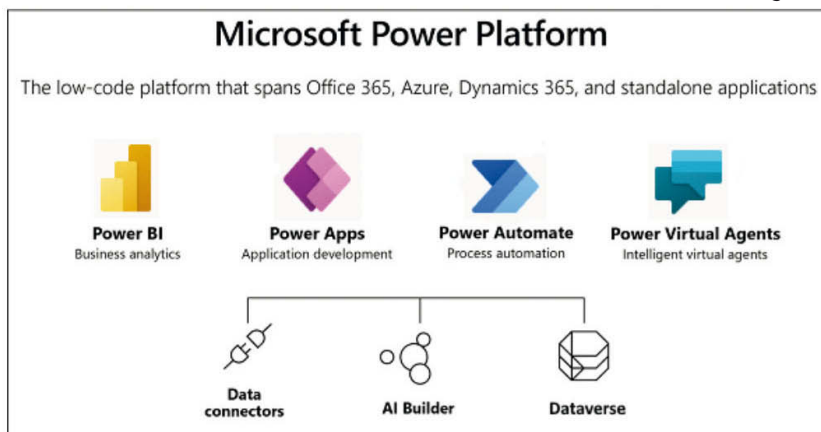 Microsoft Power Platform
The low-code platform that spans Office 365, Azure, Dynamics 365, and standalone applications
Power BI
Business analytics
Power Apps
Application development
Power Automate
Process automation
Power Virtual Agents
Intelligent virtual agents
Data
connectors
AI Builder
Dataverse